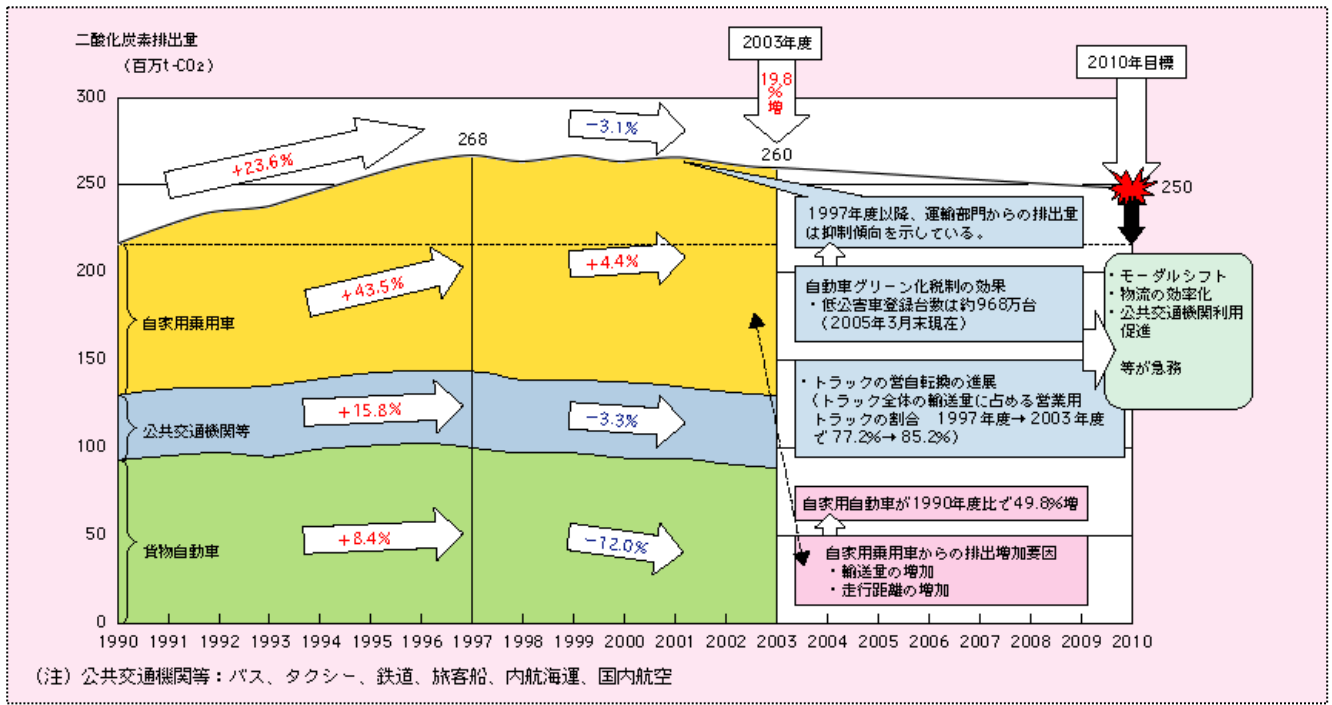 二酸化炭素排出量
(百万t-CO₂)
2003年度
19.8
%
増
2010年目標
300
250
200
150
100
50
0
+23.6%
268
−3.1%
260
250
1997年度以降、運輸部門からの排出量
は抑制傾向を示している。
+43.5%
+4.4%
自動車グリーン化税制の効果
・低公害車登録台数は約968万台
(2005年3月末現在)
・モーダルシフト
・物流の効率化
・公共交通機関利用
促進
等が急務
自家用乗用車
・トラックの営自転換の進展
(トラック全体の輸送量に占める営業用
トラックの割合 1997年度→2003年度
で77.2%→85.2%)
+15.8%
−3.3%
公共交通機関等
自家用自動車が1990年度比で49.8%増
+8.4%
−12.0%
貨物自動車
自家用乗用車からの排出増加要因
・輸送量の増加
・走行距離の増加
1990 1991 1992 1993 1994 1995 1996 1997 1998 1999 2000 2001 2002 2003 2004 2005 2006 2007 2008 2009 2010
(注)公共交通機関等:バス、タクシー、鉄道、旅客船、内航海運、国内航空